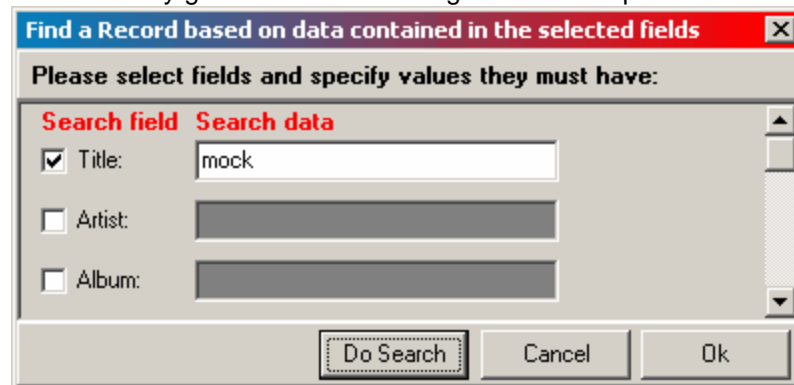 Find a Record based on data contained in the selected fields
Please select fields and specify values they must have:
Search field Search data
Title: mock
Artist:
Album:
Do Search Cancel Ok